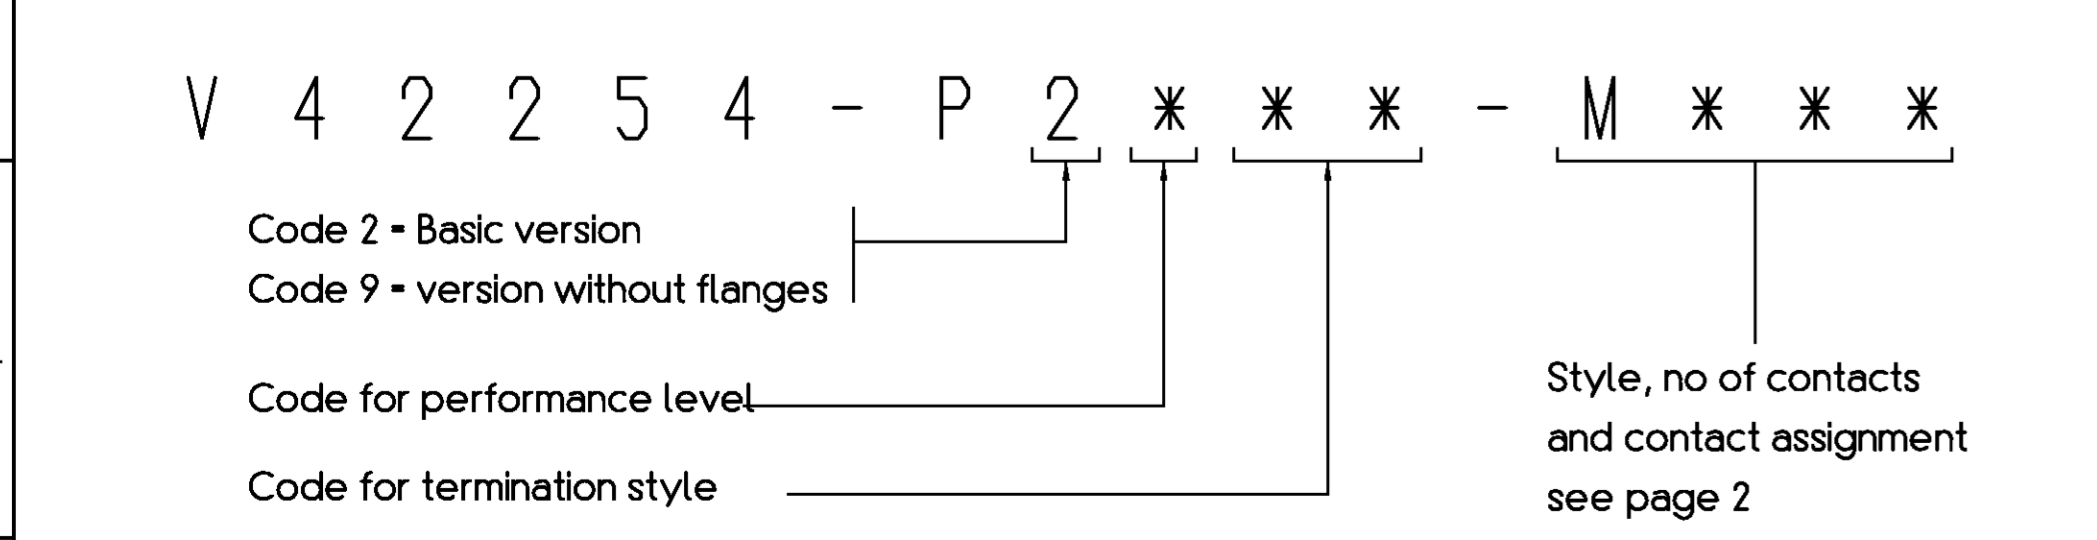 V 4 2 2 5 4 - P 2 * * * - M * * *
Code 2 = Basic version
Code 9 = version without flanges
Code for performance level
Code for termination style
Style, no of contacts
and contact assignment
see page 2